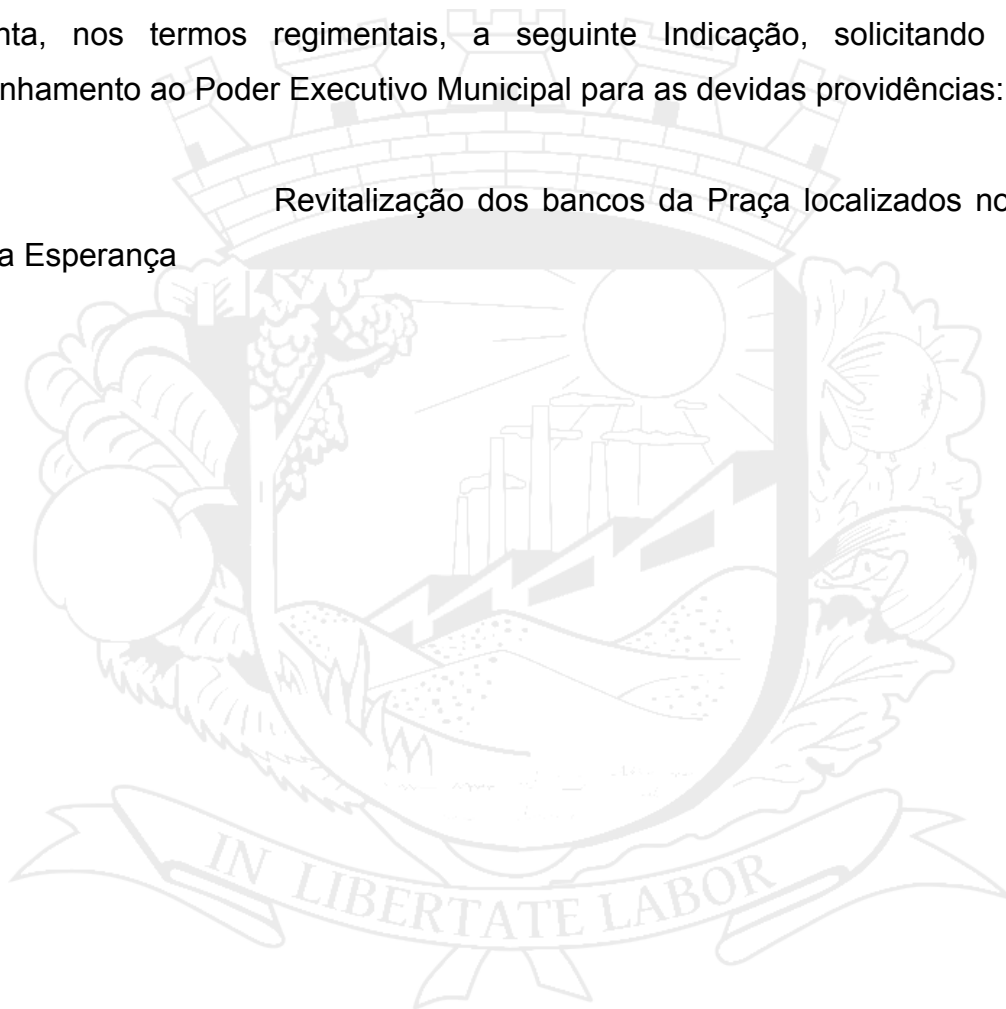 nta, nos termos regimentais, a seguinte Indicação, solicitando
nhamento ao Poder Executivo Municipal para as devidas providências:
Revitalização dos bancos da Praça localizados no
a Esperança
IN LIBERTATE LABOR